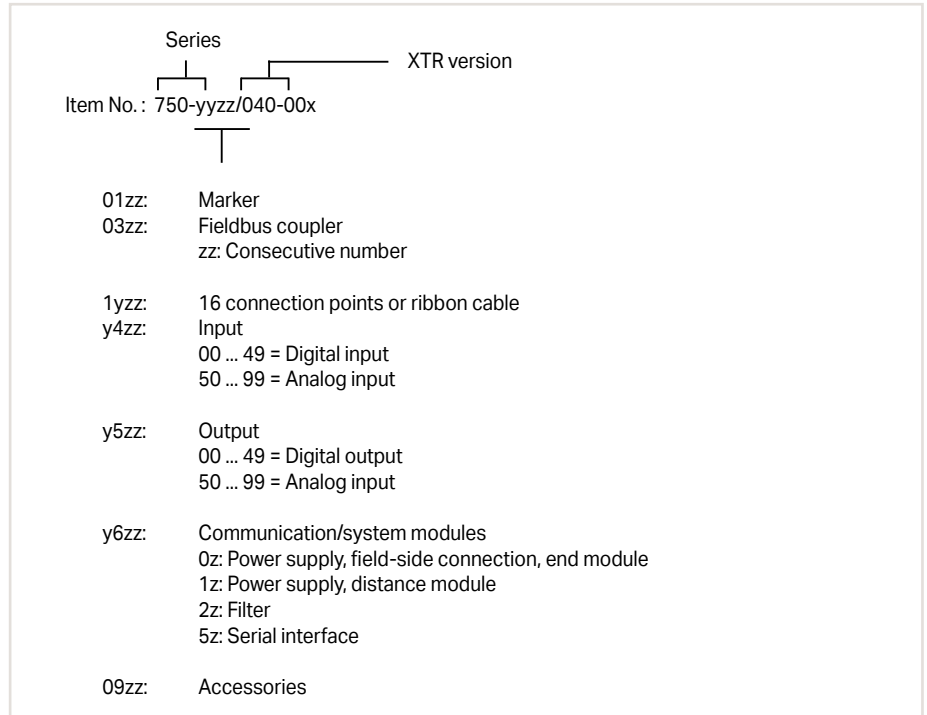 Series
XTR version
Item No. : 750-yyzz/040-00x
01zz: Marker
03zz: Fieldbus coupler
zz: Consecutive number
1yzz: 16 connection points or ribbon cable
y4zz: Input
00 ... 49 = Digital input
50 ... 99 = Analog input
y5zz: Output
00 ... 49 = Digital output
50 ... 99 = Analog input
y6zz: Communication/system modules
0z: Power supply, field-side connection, end module
1z: Power supply, distance module
2z: Filter
5z: Serial interface
09zz: Accessories